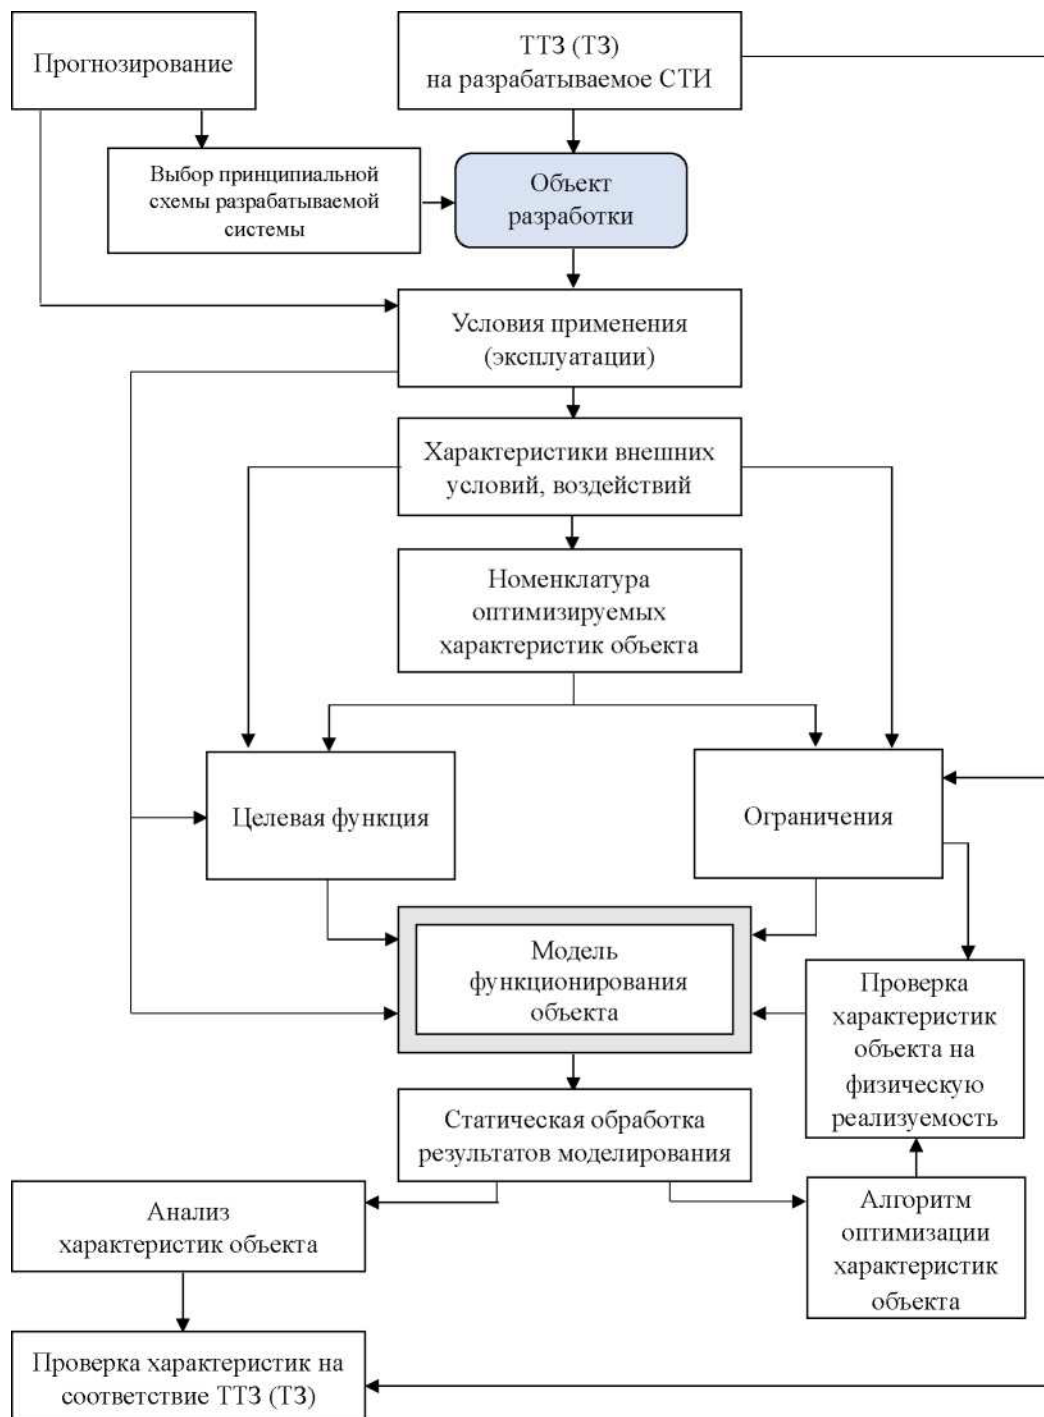 Прогнозирование
ТТЗ (ТЗ)
на разрабатываемое СТИ
Выбор принципиальной
схемы разрабатываемой
системы
Объект
разработки
Условия применения
(эксплуатации)
Характеристики внешних
условий, воздействий
Номенклатура
оптимизируемых
характеристик объекта
Целевая функция
Ограничения
Модель
функционирования
объекта
Проверка
характеристик
объекта на
физическую
реализуемость
Статическая обработка
результатов моделирования
Анализ
характеристик объекта
Алгоритм
оптимизации
характеристик
объекта
Проверка характеристик на
соответствие ТТЗ (ТЗ)